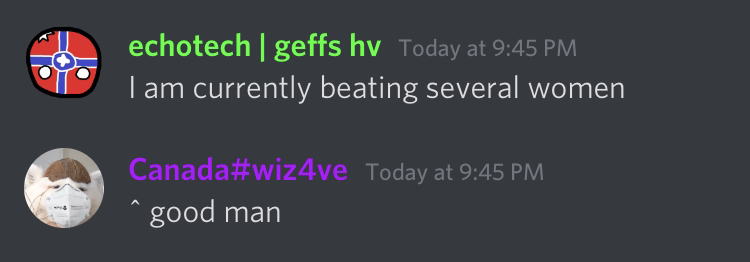 echotech | geffs hv Today at 9:45 PM
I am currently beating several women
Canada#wiz4ve Today at 9:45 PM
^ good man